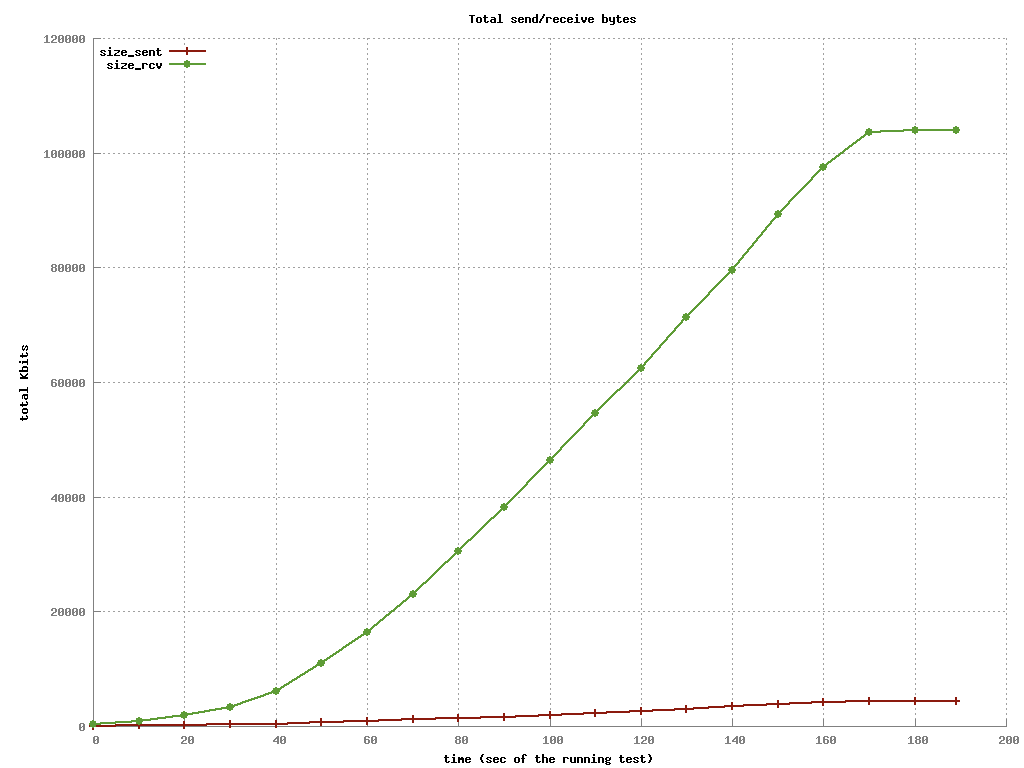 Total send/receive bytes
120000
size_sent
size_rcv
100000
80000
total Kbits
60000
40000
20000
0
0 20 40 60 80 100 120 140 160 180 200
time (sec of the running test)